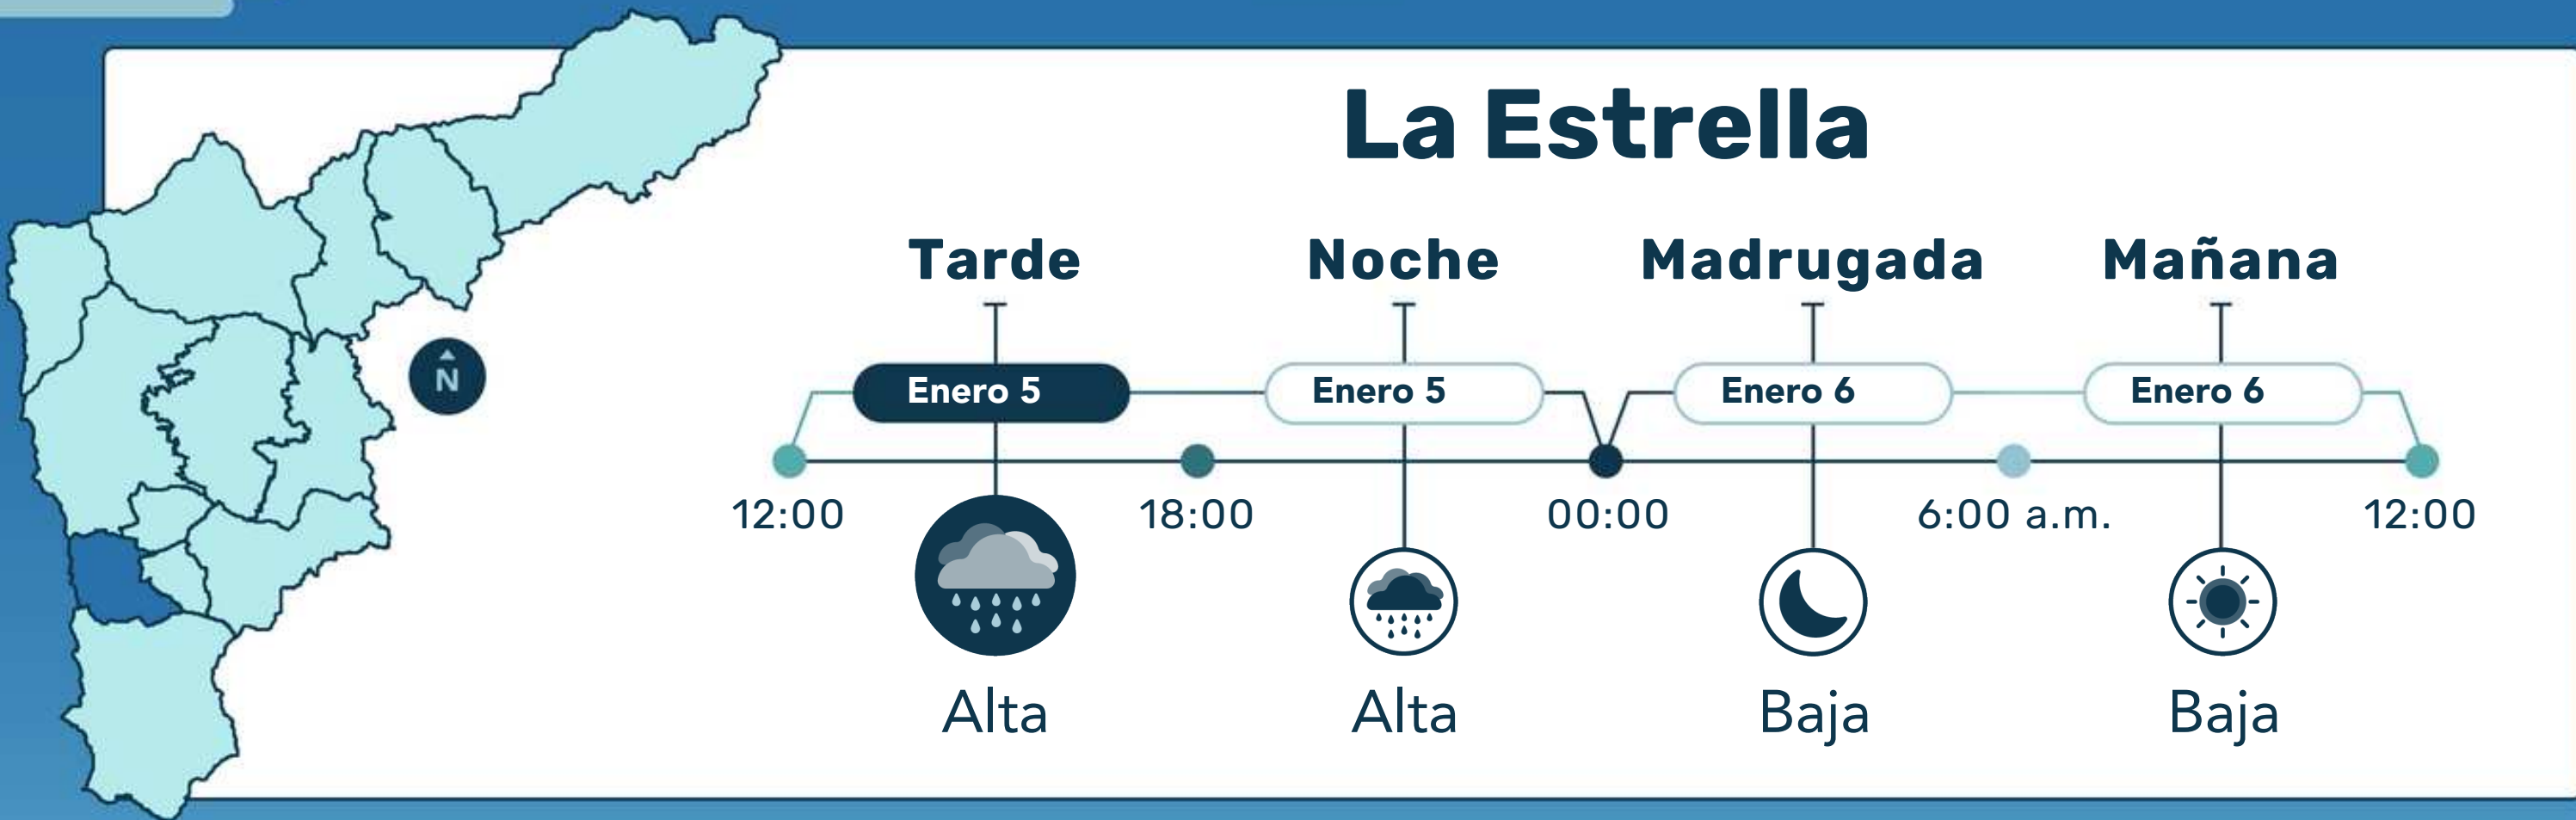 La Estrella
Tarde Noche Madrugada Mañana
N
Enero 5 Enero 5 Enero 6 Enero 6
12:00 18:00 00:00 6:00 a.m. 12:00
Alta Alta Baja Baja